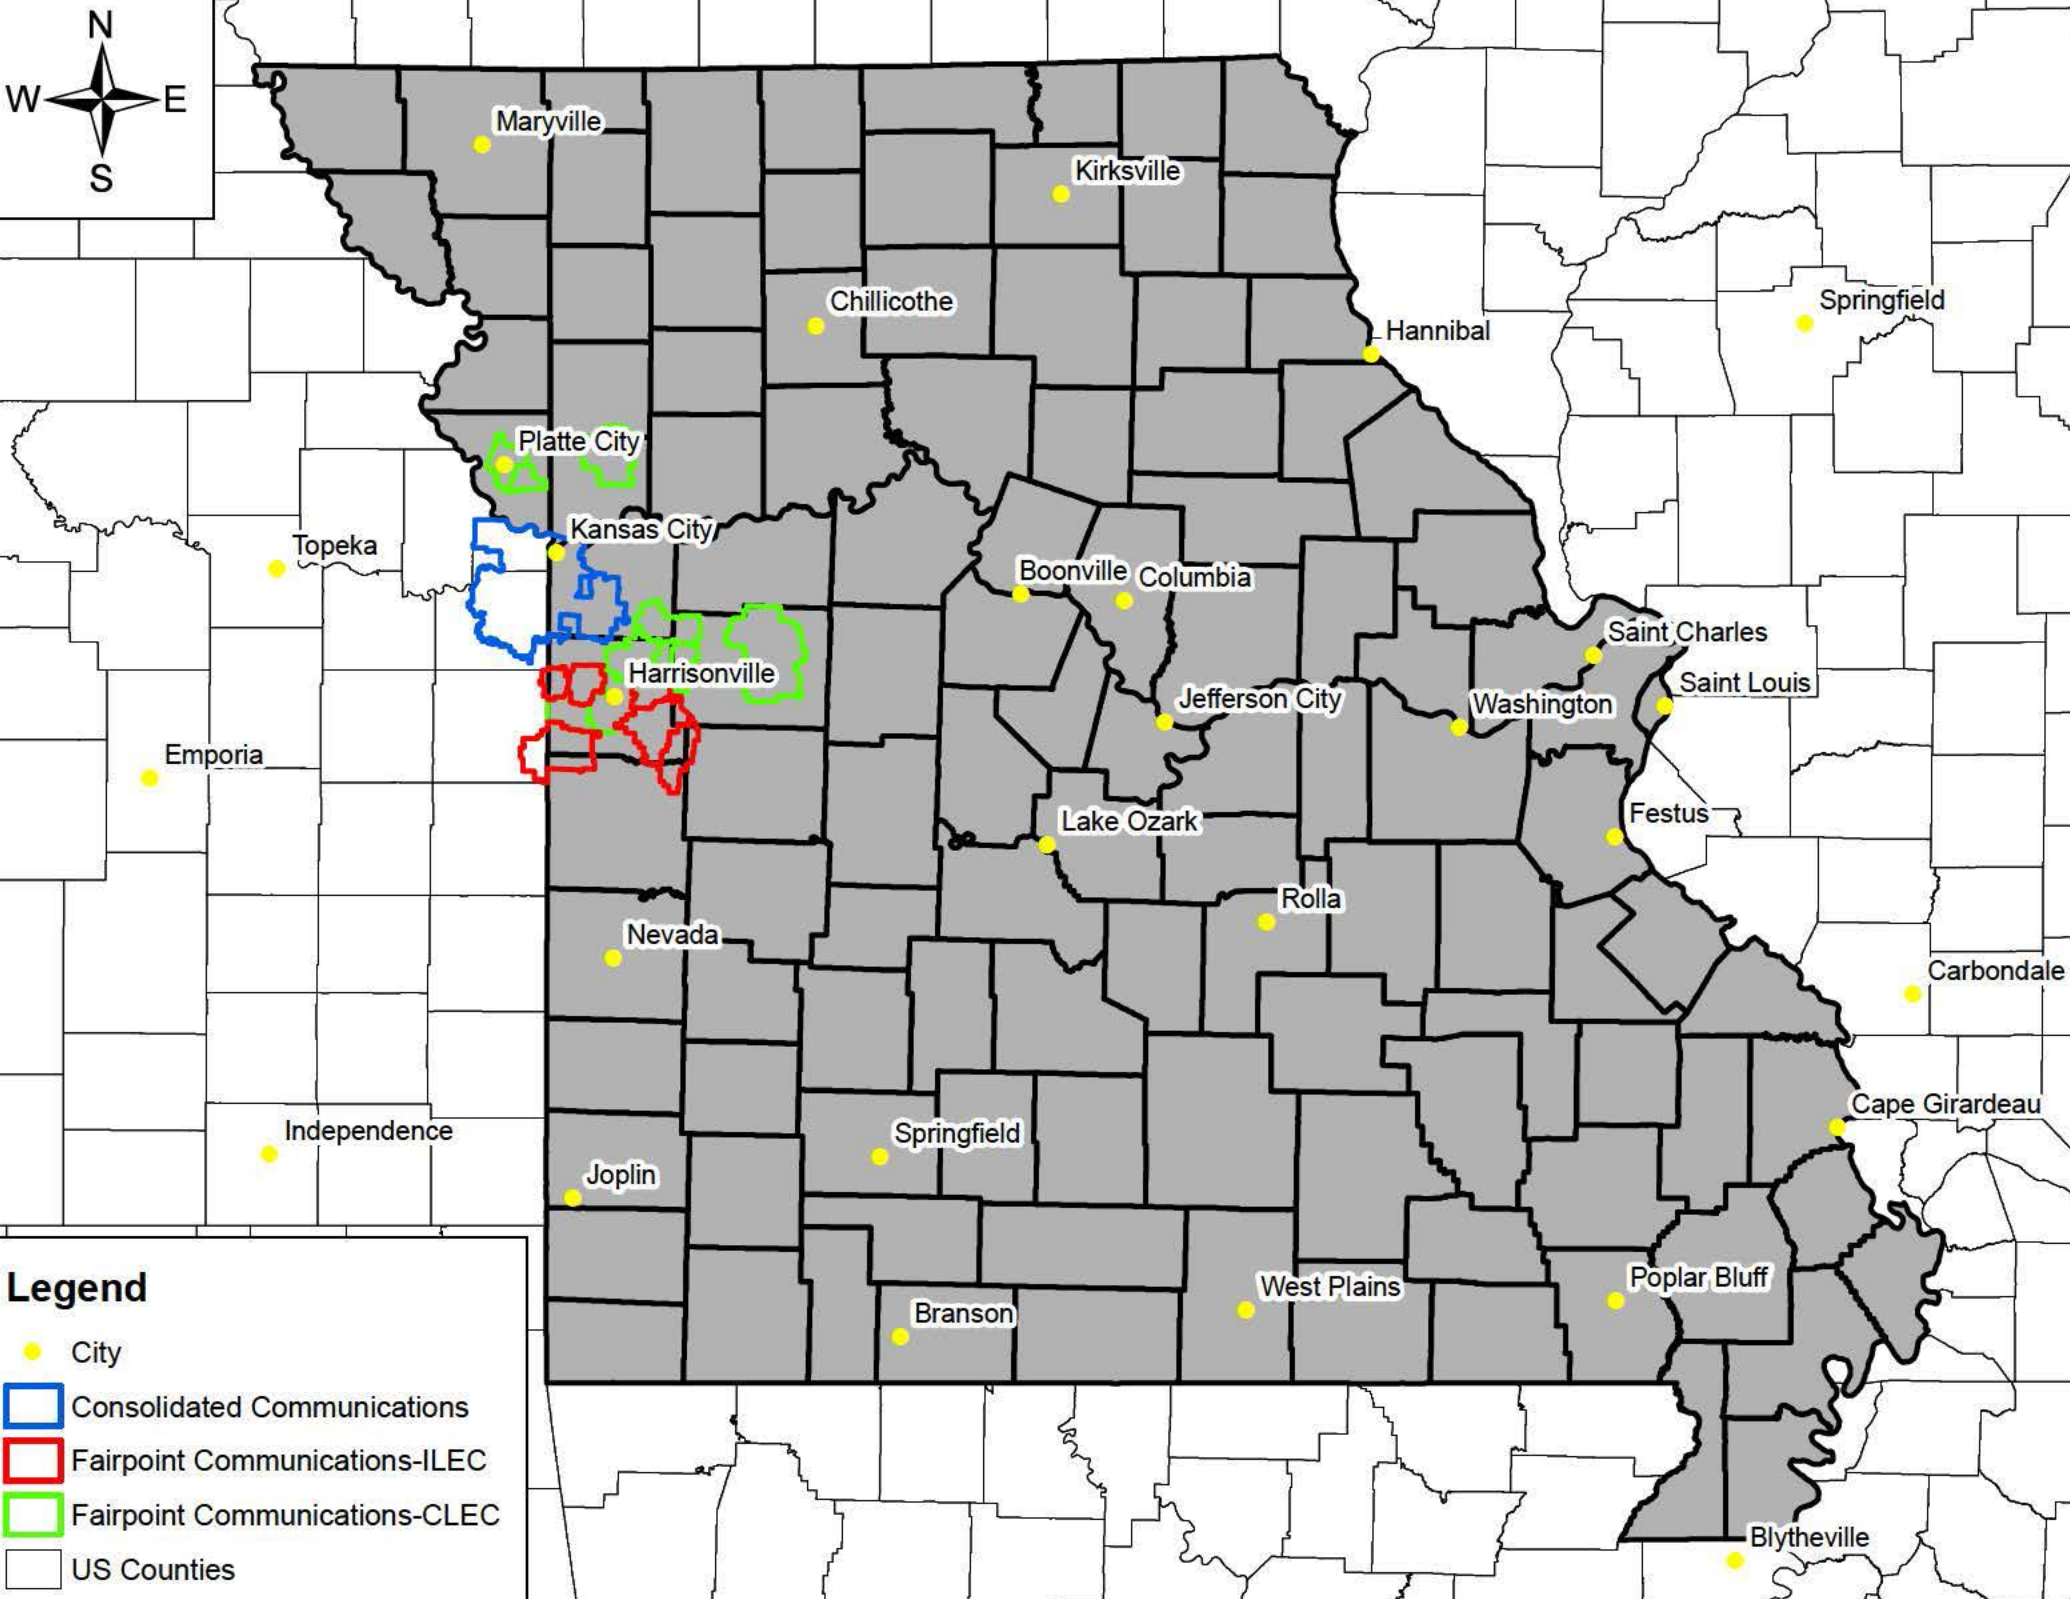 N
W E
S
Maryville
Kirksville
Chillicothe
Springfield
Hannibal
Platte City
Kansas City
Topeka
Boonville
Columbia
Saint Charles
Harrisonville
Saint Louis
Jefferson City
Washington
Emporia
Festus
Lake Ozark
Rolla
Nevada
Carbondale
Cape Girardeau
Independence
Springfield
Joplin
Poplar Bluff
West Plains
Branson
Blytheville
Legend
City
Consolidated Communications
Fairpoint Communications-ILEC
Fairpoint Communications-CLEC
US Counties